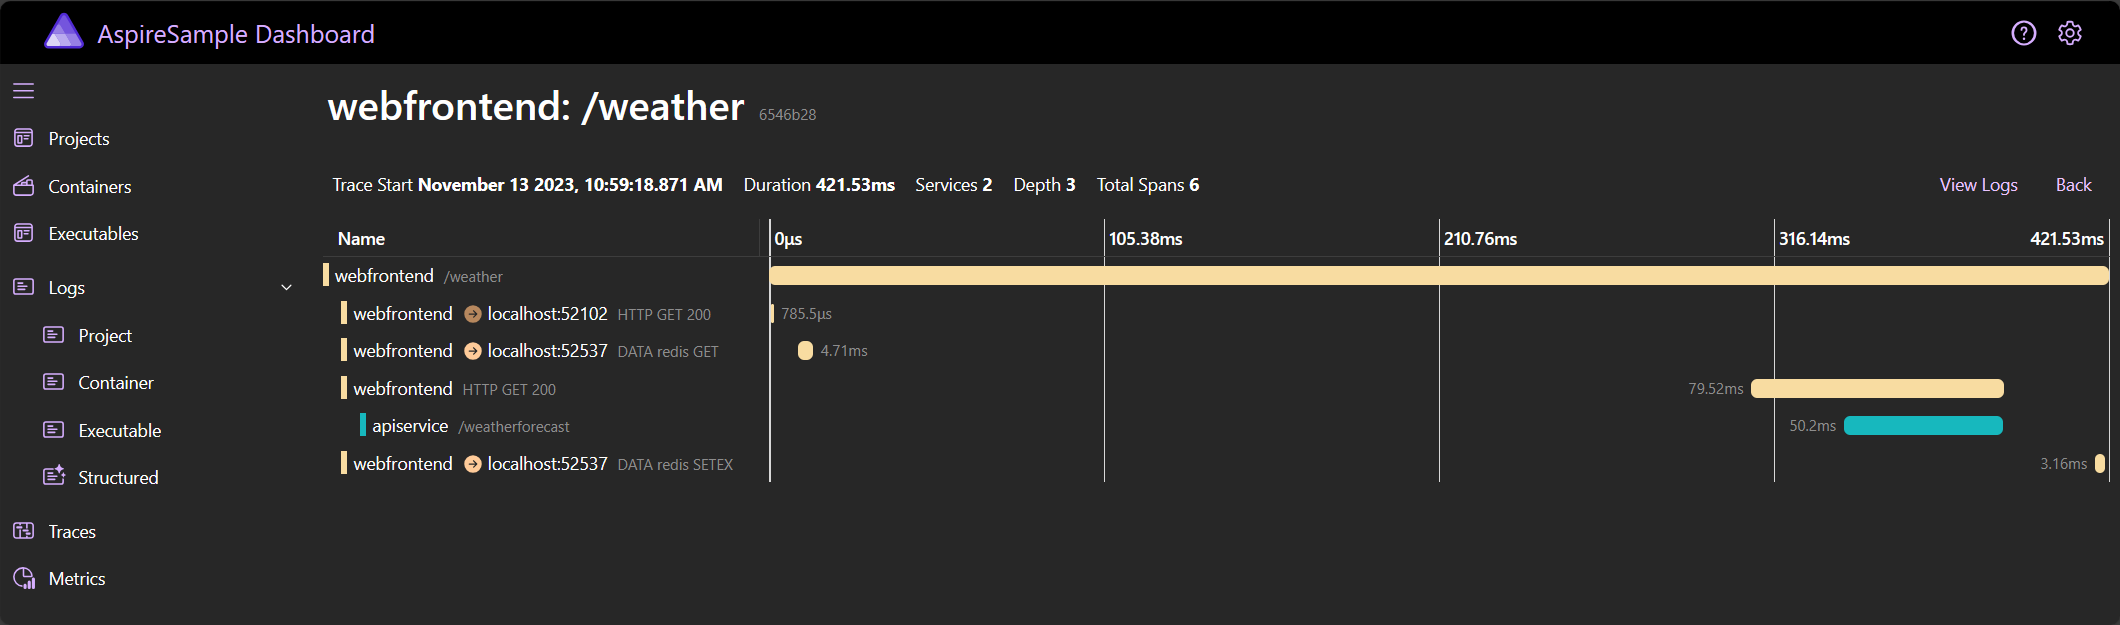 AspireSample Dashboard
webfrontend: /weather 6546b28
Projects
Containers
Executables
Logs
Project
Container
Executable
Structured
Traces
Metrics
Trace Start November 13 2023, 10:59:18.871 AM Duration 421.53ms Services 2 Depth 3 Total Spans 6 View Logs Back
Name 0µs 105.38ms 210.76ms 316.14ms 421.53ms
webfrontend /weather
webfrontend localhost:52102 HTTP GET 200 785.5µs
webfrontend localhost:52537 DATA redis GET 4.71ms
webfrontend HTTP GET 200 79.52ms
apiservice /weatherforecast 50.2ms
webfrontend localhost:52537 DATA redis SETEX 3.16ms